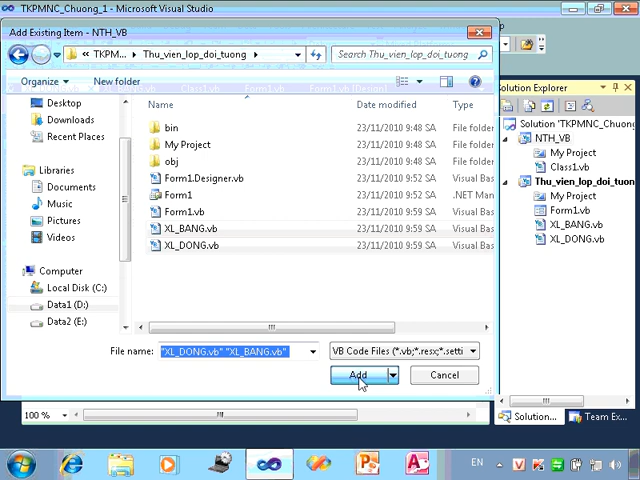 TKPMNC_Chuong_1 - Microsoft Visual Studio
Add Existing Item - NTH_VB
« TKPM... ▸ Thu_vien_lop_doi_tuong ▸
Search Thu_vien_lop_doi_tuong
Organize
New folder
Name
Date modified
Type
Desktop
Downloads
Recent Places
Libraries
Documents
Music
Pictures
Videos
Computer
Local Disk (C:)
Data1 (D:)
Data2 (E:)
bin 23/11/2010 9:48 SA File folder
My Project 23/11/2010 9:48 SA File folder
obj 23/11/2010 9:48 SA File folder
Form1.Designer.vb 23/11/2010 9:52 SA Visual Bas
Form1 23/11/2010 9:52 SA .NET Man
Form1.vb 23/11/2010 9:59 SA Visual Bas
XL_BANG.vb 23/11/2010 9:59 SA Visual Bas
XL_DONG.vb 23/11/2010 9:59 SA Visual Bas
File name: "XL_DONG.vb" "XL_BANG.vb"
VB Code Files (*.vb;*.resx;*.setti
Add
Cancel
Solution Explorer
Solution 'TKPMNC_Chuong
NTH_VB
My Project
Class1.vb
Thu_vien_lop_doi_tuong
My Project
Form1.vb
XL_BANG.vb
XL_DONG.vb
100 %
Solution...
Team Ex...
EN